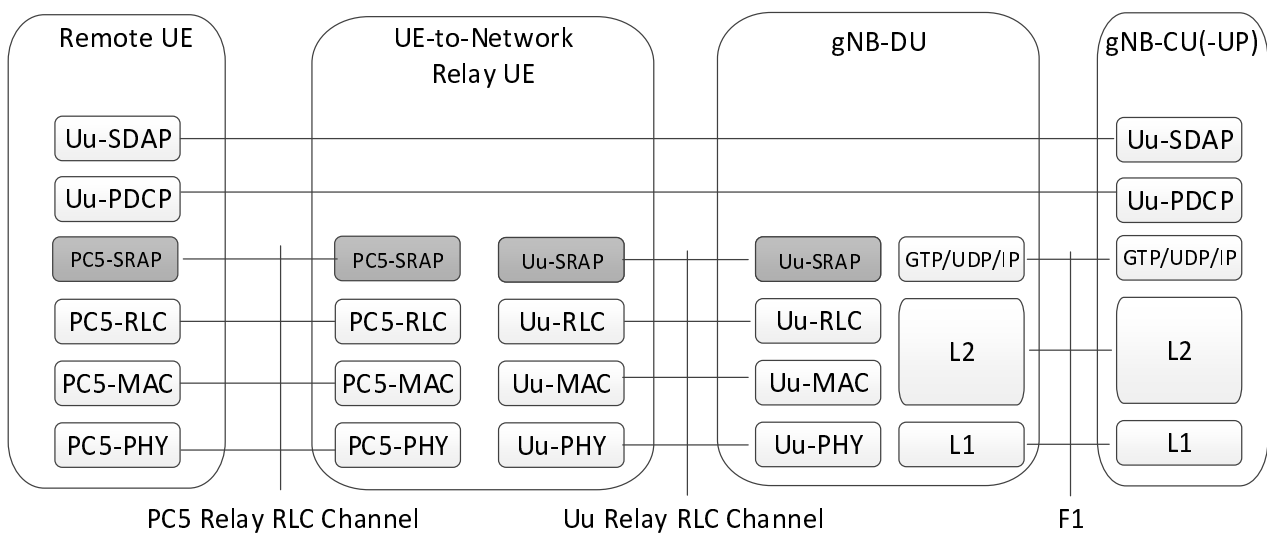 Remote UE
UE-to-Network
Relay UE
gNB-DU
gNB-CU(-UP)
Uu-SDAP
Uu-SDAP
Uu-PDCP
Uu-PDCP
PC5-SRAP
PC5-SRAP
Uu-SRAP
Uu-SRAP
GTP/UDP/IP
GTP/UDP/IP
PC5-RLC
PC5-RLC
Uu-RLC
Uu-RLC
L2
L2
PC5-MAC
PC5-MAC
Uu-MAC
Uu-MAC
PC5-PHY
PC5-PHY
Uu-PHY
Uu-PHY
L1
L1
PC5 Relay RLC Channel
Uu Relay RLC Channel
F1